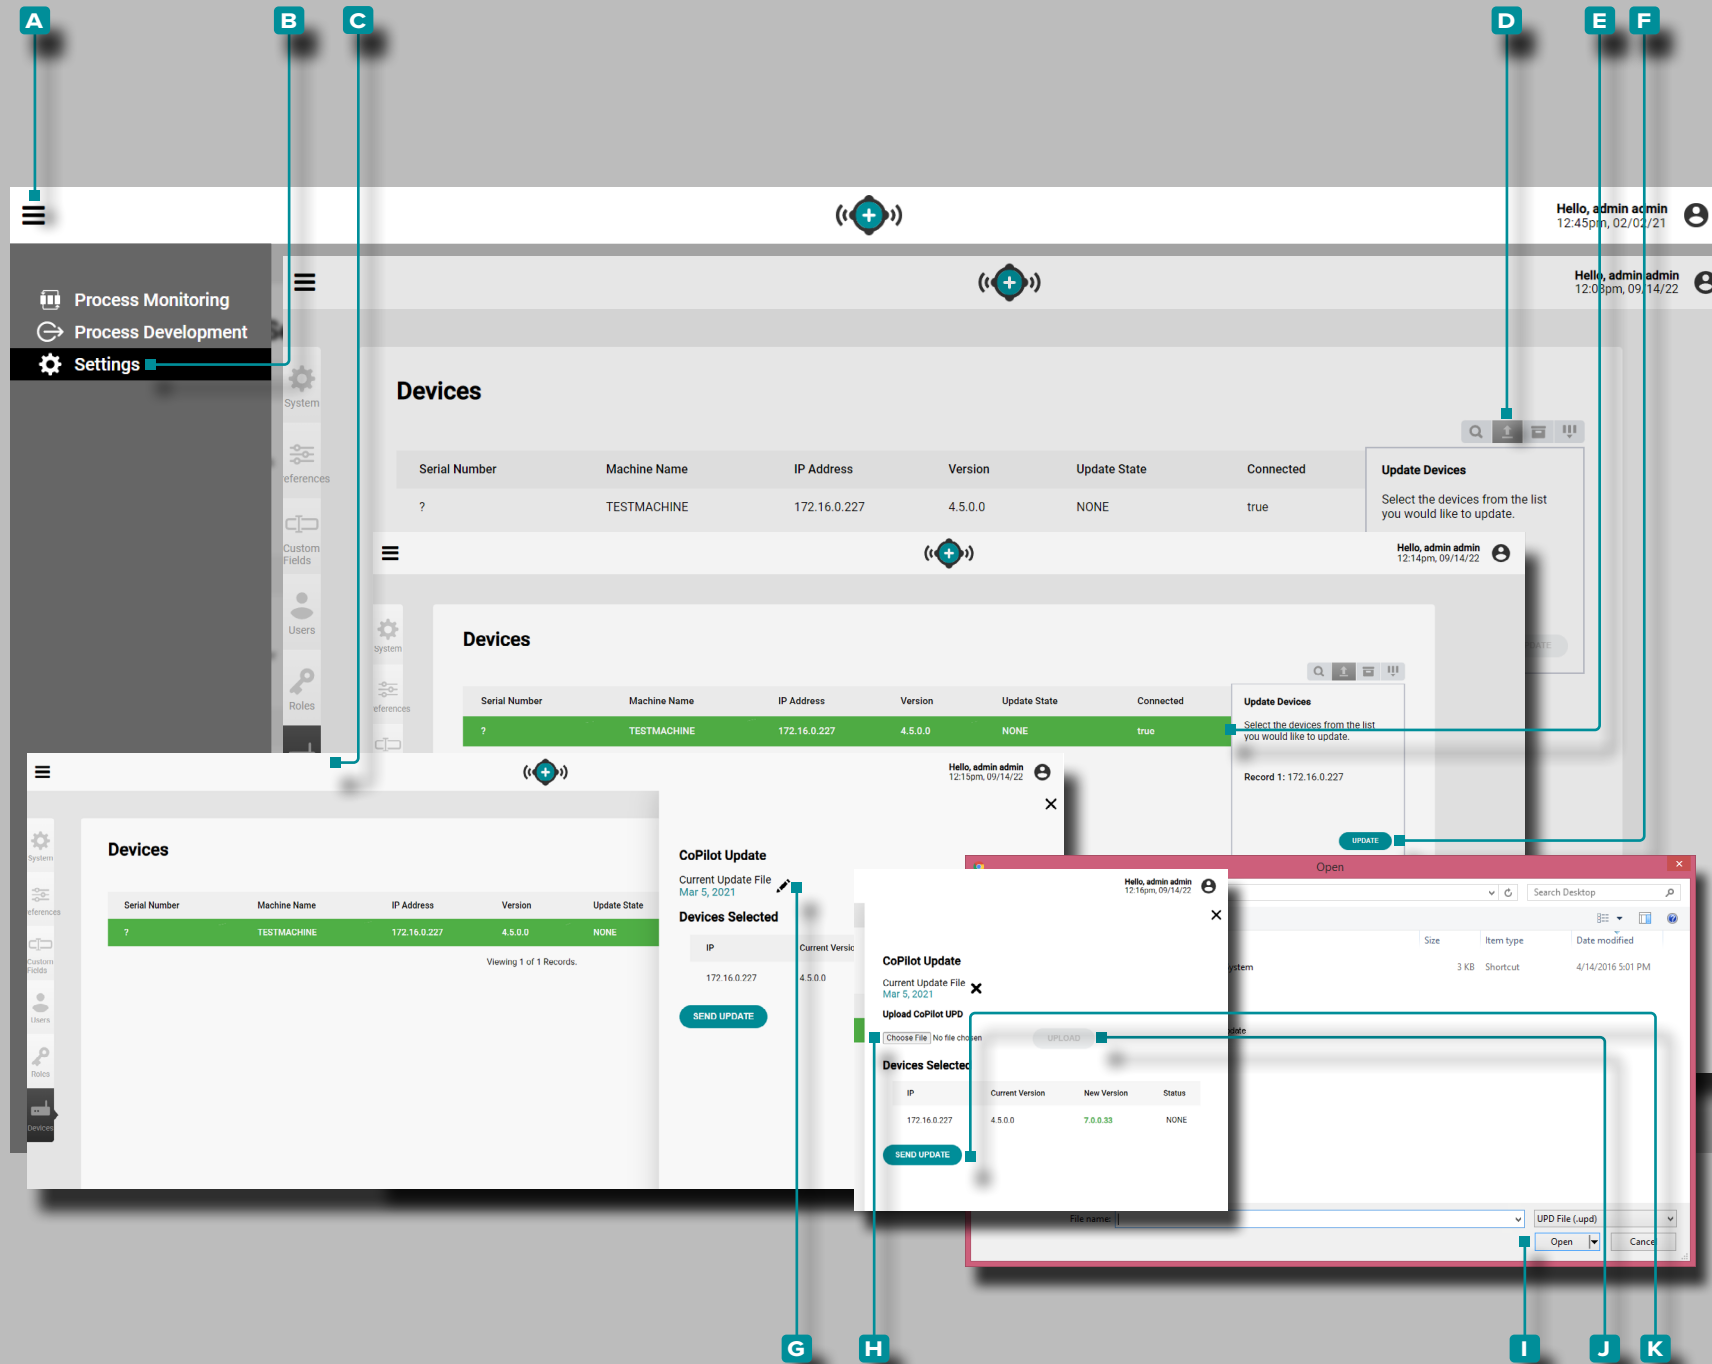 A
B
C
D
E
F
Hello, admin admin
12:45pm, 02/02/21
Process Monitoring
Process Development
Settings
Hello, admin admin
12:03pm, 09/14/22
System
eferences
Custom
Fields
Users
Roles
Devices
Serial Number Machine Name IP Address Version Update State Connected
? TESTMACHINE 172.16.0.227 4.5.0.0 NONE true
Update Devices
Select the devices from the list
you would like to update.
Hello, admin admin
12:14pm, 09/14/22
System
eferences
Devices
Serial Number Machine Name IP Address Version Update State Connected
? TESTMACHINE 172.16.0.227 4.5.0.0 NONE true
Update Devices
Select the devices from the list
you would like to update.
Record 1: 172.16.0.227
UPDATE
Hello, admin admin
12:15pm, 09/14/22
System
eferences
Custom
Fields
Users
Roles
Devices
Devices
Serial Number Machine Name IP Address Version Update State
? TESTMACHINE 172.16.0.227 4.5.0.0 NONE
Viewing 1 of 1 Records.
CoPilot Update
Current Update File
Mar 5, 2021
Devices Selected
IP Current Versic
172.16.0.227 4.5.0.0
SEND UPDATE
Hello, admin admin
12:16pm, 09/14/22
CoPilot Update
Current Update File
Mar 5, 2021
Upload CoPilot UPD
Choose File No file chosen UPLOAD
Devices Selected
IP Current Version New Version Status
172.16.0.227 4.5.0.0 7.0.0.33 NONE
SEND UPDATE
Open
Search Desktop
Size Item type Date modified
ystem 3 KB Shortcut 4/14/2016 5:01 PM
date
File name: UPD File (.upd)
Open Cancel
G
H
I
J
K